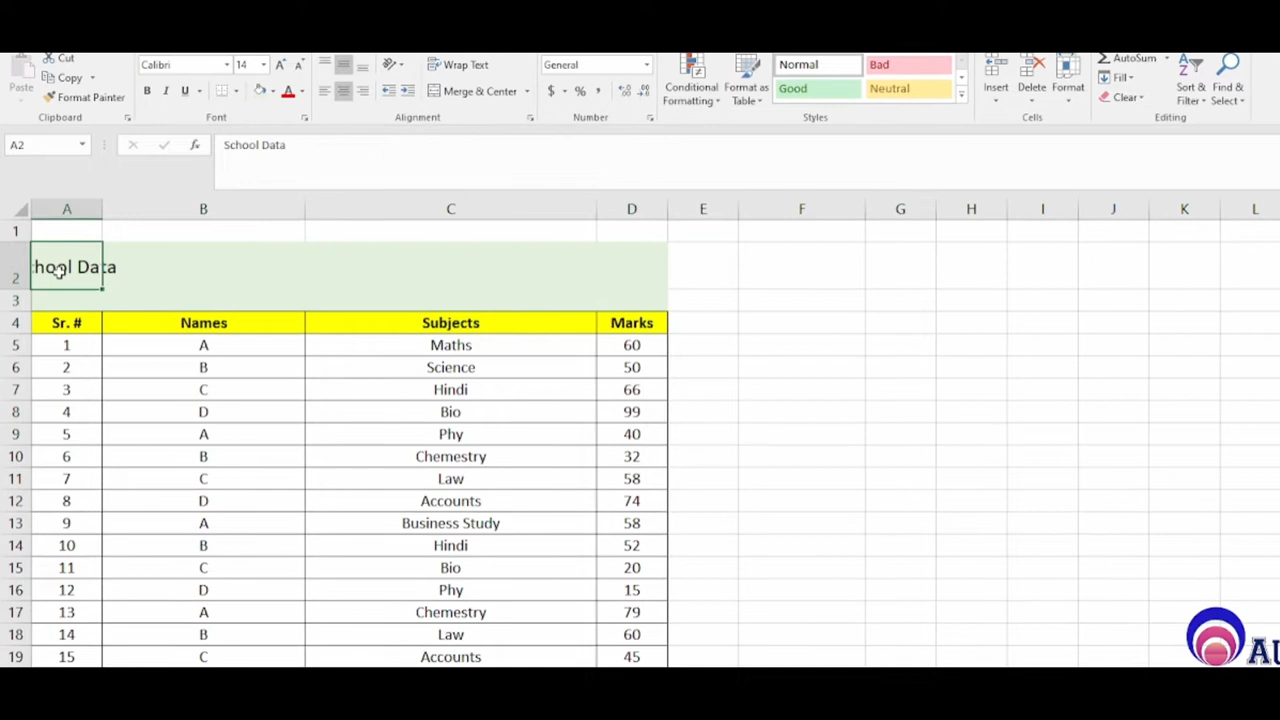 Cut
Copy
Format Painter
Paste
Clipboard
Calibri 14
B I U
Font
Wrap Text
Merge & Center
Alignment
General
$ % ,
Number
Conditional Formatting
Format as Table
Normal Bad
Good Neutral
Styles
Insert Delete Format
Cells
AutoSum
Fill
Clear
Sort & Filter
Find & Select
Editing
A2 fx School Data
A B C D E F G H I J K L
1
2 chool Data
3
4 Sr. # Names Subjects Marks
5 1 A Maths 60
6 2 B Science 50
7 3 C Hindi 66
8 4 D Bio 99
9 5 A Phy 40
10 6 B Chemestry 32
11 7 C Law 58
12 8 D Accounts 74
13 9 A Business Study 58
14 10 B Hindi 52
15 11 C Bio 20
16 12 D Phy 15
17 13 A Chemestry 79
18 14 B Law 60
19 15 C Accounts 45